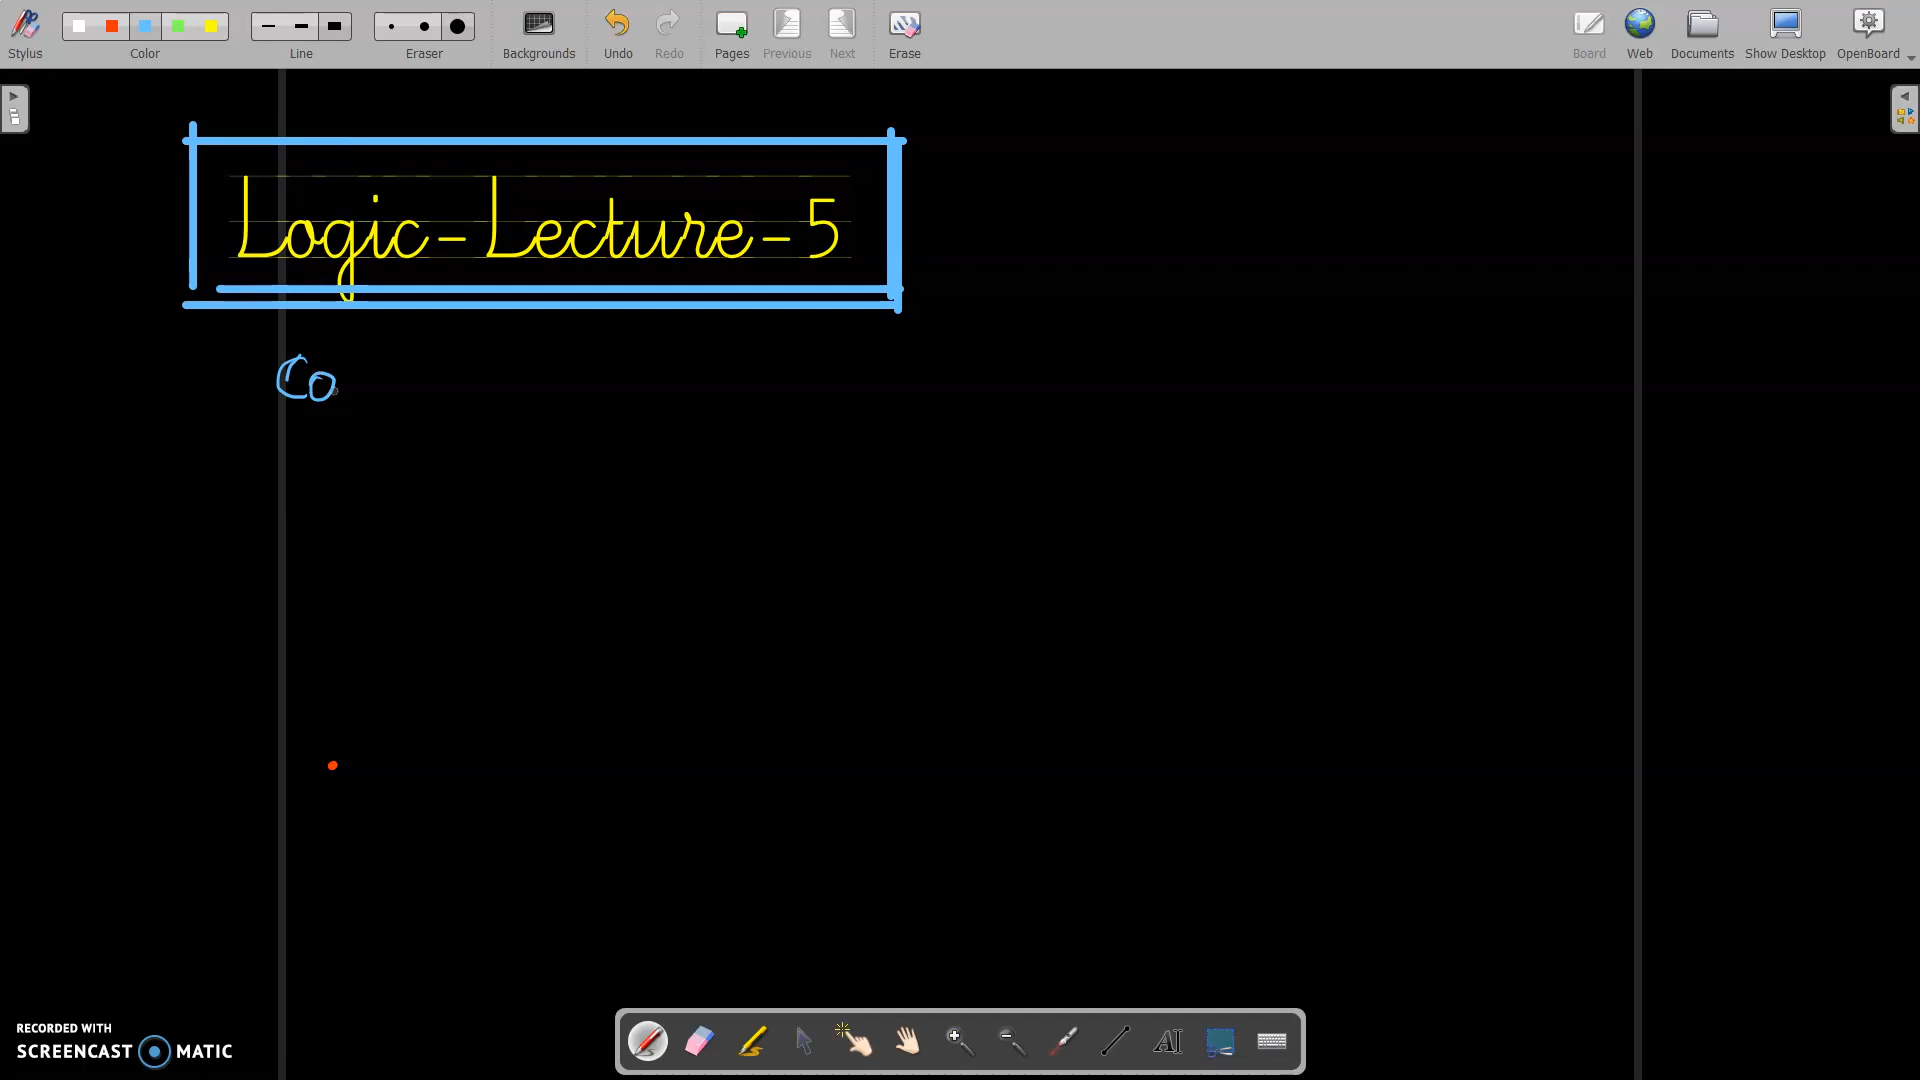 Stylus Color Line Eraser Backgrounds Undo Redo Pages Previous Next Erase Board Web Documents Show Desktop OpenBoard
Logic-Lecture-5
Co
AI
RECORDED WITH
SCREENCAST MATIC